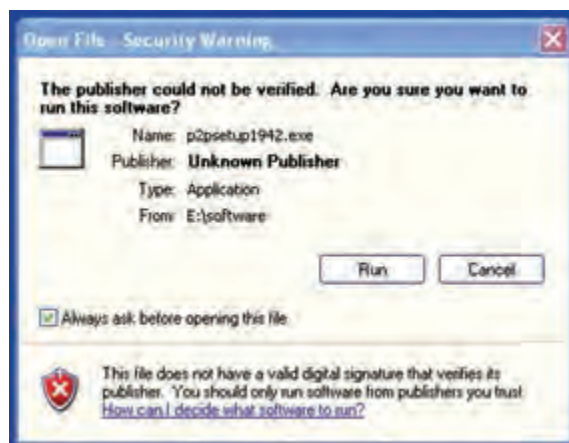 Open File - Security Warning
The publisher could not be verified. Are you sure you want to
run this software?
Name: p2psetup1942.exe
Publisher: Unknown Publisher
Type: Application
From: E:\software
Run
Cancel
Always ask before opening this file
This file does not have a valid digital signature that verifies its
publisher. You should only run software from publishers you trust.
How can I decide what software to run?